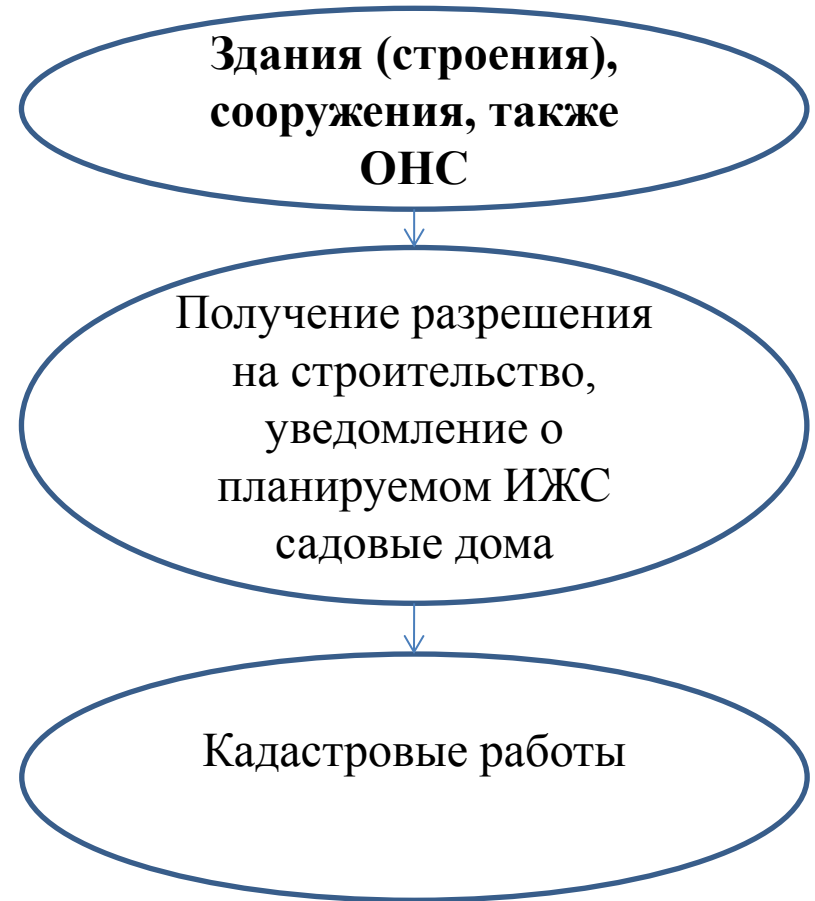 Здания (строения),
сооружения, также
ОНС
Получение разрешения
на строительство,
уведомление о
планируемом ИЖС
садовые дома
Кадастровые работы